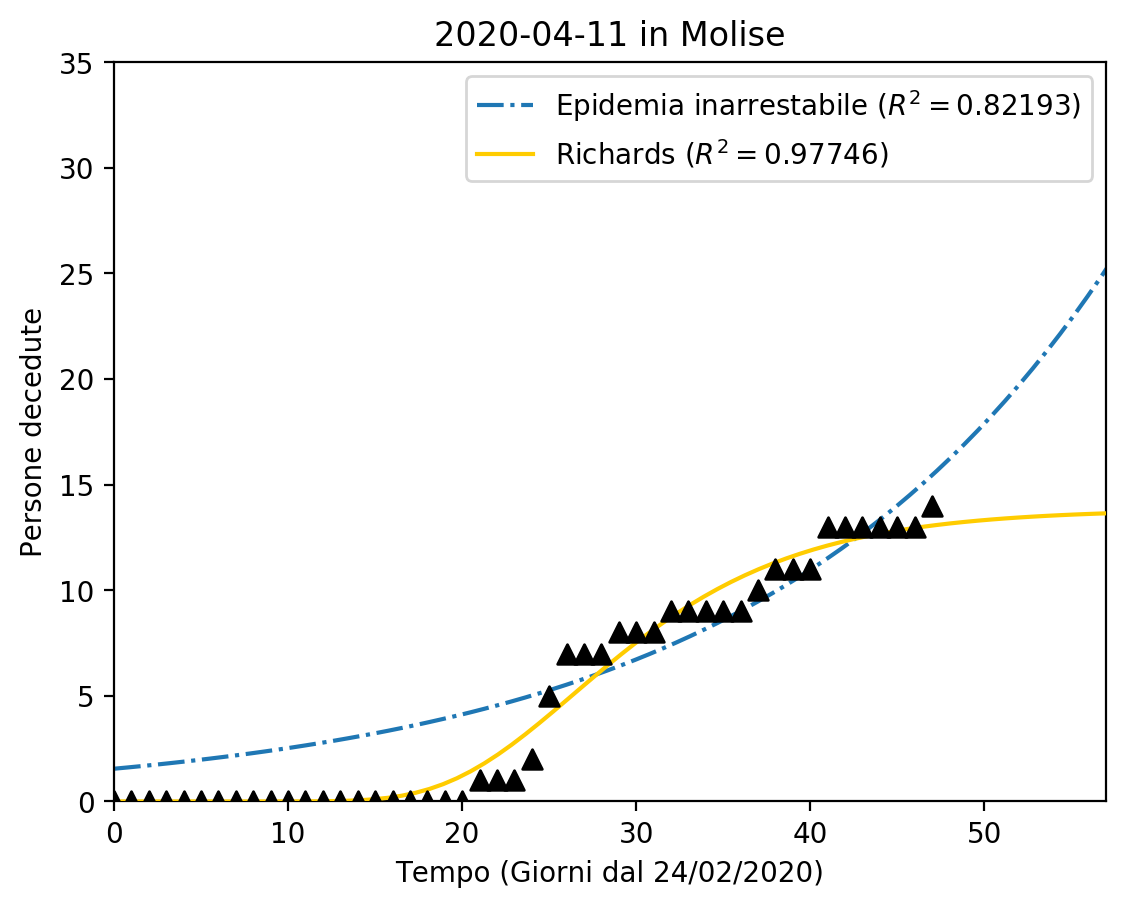 2020-04-11 in Molise
35
30
25
20
15
10
5
0
Persone decedute
Epidemia inarrestabile (R² = 0.82193)
Richards (R² = 0.97746)
0 10 20 30 40 50
Tempo (Giorni dal 24/02/2020)